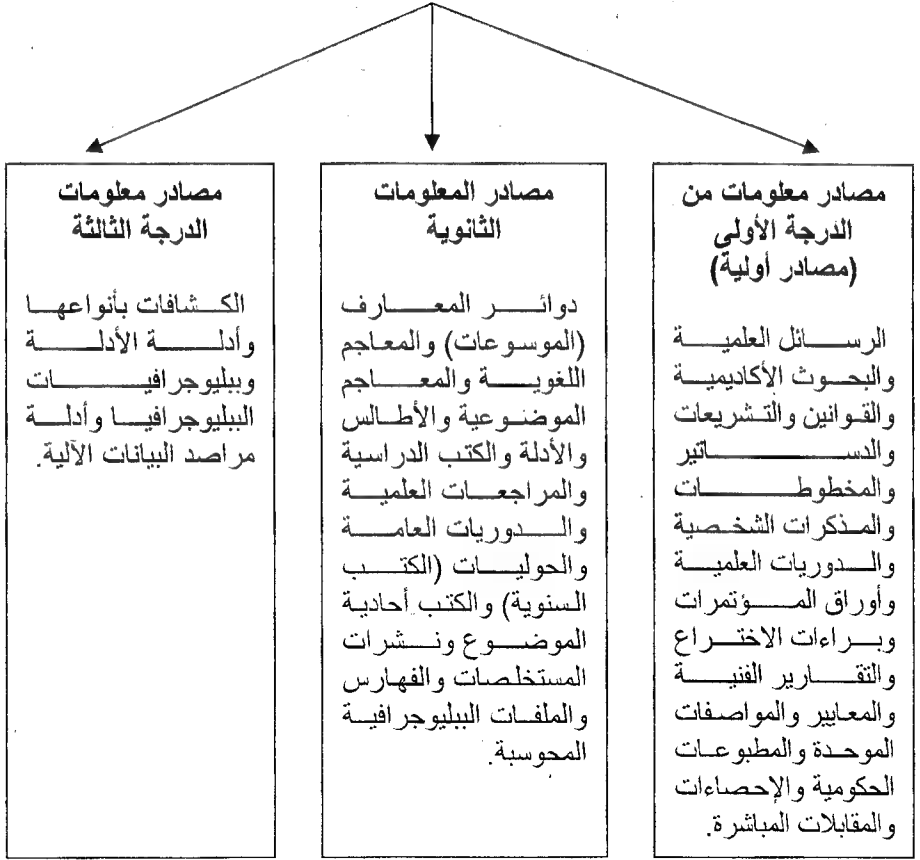 مصادر معلومات من
الدرجة الأولى
(مصادر أولية)
الرسائل العلمية
والبحوث الأكاديمية
والقوانين والتشريعات
والدساتير
والمخطوطات
والمذكرات الشخصية
والدوريات العلمية
وأوراق المؤتمرات
وبراءات الاختراع
والتقارير الفنية
والمعايير والمواصفات
الموحدة والمطبوعات
الحكومية والإحصاءات
والمقابلات المباشرة.
مصادر المعلومات
الثانوية
دوائر المعارف
(الموسوعات) والمعاجم
اللغوية والمعاجم
الموضوعية والأطالس
والأدلة والكتب الدراسية
والمراجعات العلمية
والدوريات العامة
والحوليات (الكتب
السنوية) والكتب أحادية
الموضوع ونشرات
المستخلصات والفهارس
والملفات الببليوجرافية
المحوسبة.
مصادر معلومات
الدرجة الثالثة
الكشافات بأنواعها
وأدلة الأدلة
وببليوجرافيات
الببليوجرافيا وأدلة
مراصد البيانات الآلية.